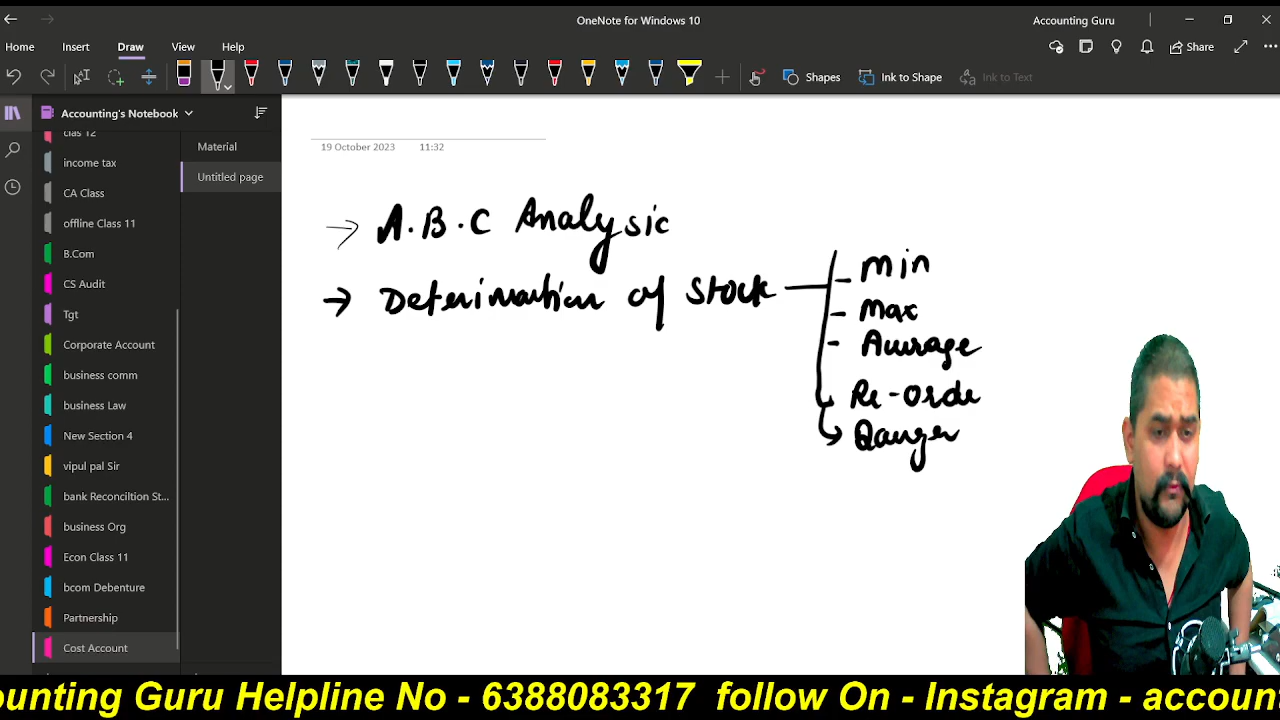 OneNote for Windows 10
Accounting Guru
Home Insert Draw View Help
Share
Shapes
Ink to Shape
Ink to Text
Accounting's Notebook
clas 12
income tax
CA Class
offline Class 11
B.Com
CS Audit
Tgt
Corporate Account
business comm
business Law
New Section 4
vipul pal Sir
bank Reconciltion St...
business Org
Econ Class 11
bcom Debenture
Partnership
Cost Account
Material
Untitled page
19 October 2023 11:32
→ A.B.C Analysis
→ Determination of Stock
- Min
- Max
- Average
Re-orde
Danger
ounting Guru Helpline No - 6388083317 follow On - Instagram - accoun